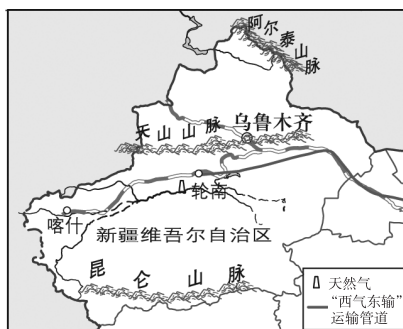 阿尔泰山脉
天山山脉
乌鲁木齐
轮南
喀什
新疆维吾尔自治区
昆仑山脉
天然气
“西气东输”
运输管道